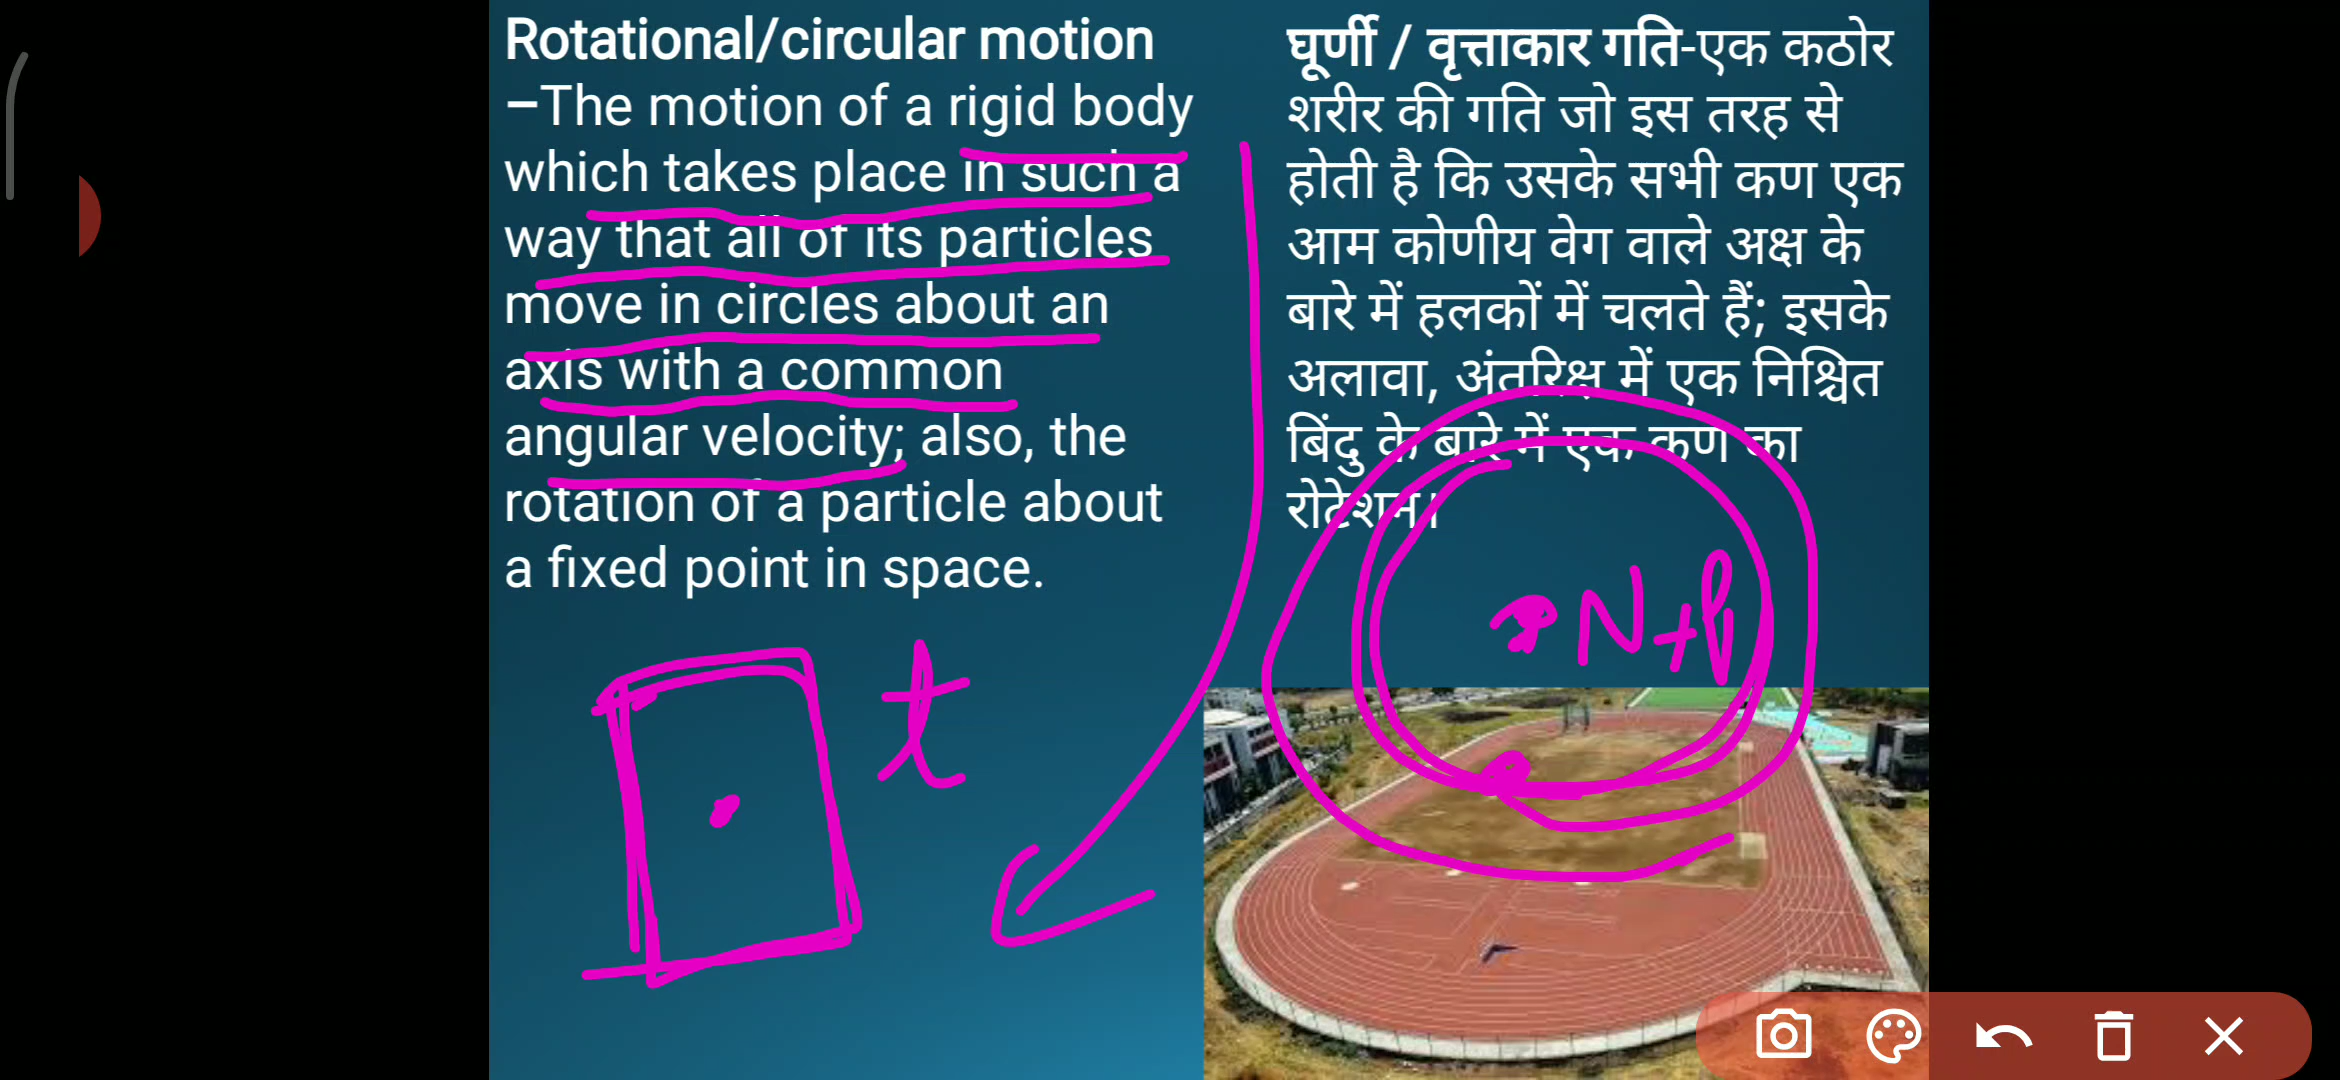 Rotational/circular motion
–The motion of a rigid body
which takes place in such a
way that all of its particles
move in circles about an
axis with a common
angular velocity; also, the
rotation of a particle about
a fixed point in space.
घूर्णी / वृत्ताकार गति-एक कठोर
शरीर की गति जो इस तरह से
होती है कि उसके सभी कण एक
आम कोणीय वेग वाले अक्ष के
बारे में हलकों में चलते हैं; इसके
अलावा, अंतरिक्ष में एक निश्चित
बिंदु के बारे में एक कण का
रोटेशन।
N+P
t